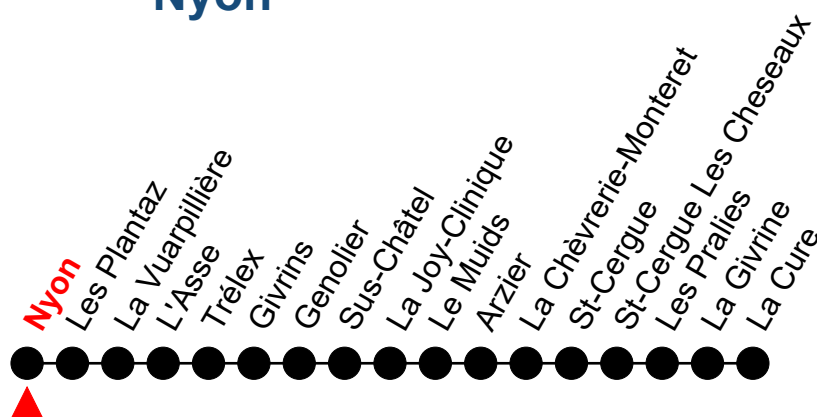 Nyon
Nyon
Les Plantaz
La Vuarpillière
L'Asse
Trélex
Givrins
Genolier
Sus-Châtel
La Joy-Clinique
Le Muids
Arzier
La Chèvrerie-Monteret
St-Cergue
St-Cergue Les Cheseaux
Les Pralies
La Givrine
La Cure